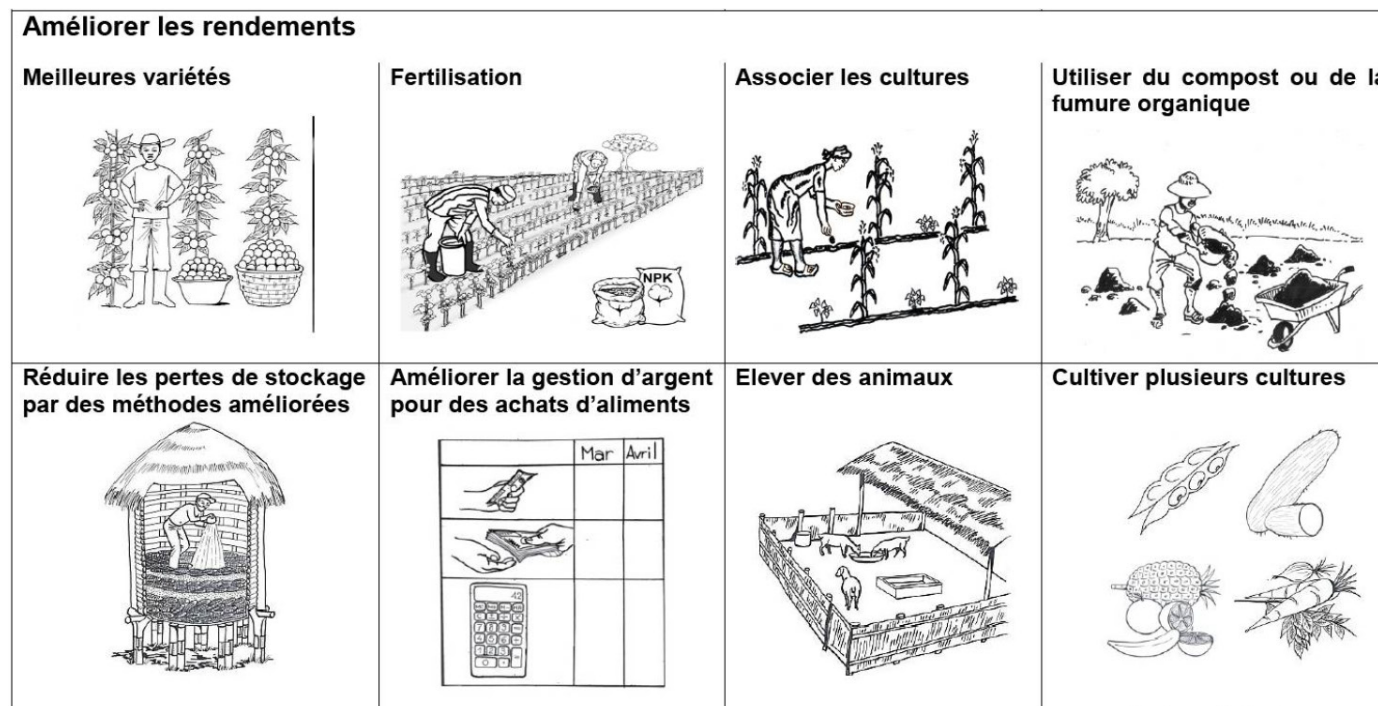 Améliorer les rendements
Meilleures variétés
Fertilisation
Associer les cultures
Utiliser du compost ou de la
fumure organique
NPK
Réduire les pertes de stockage
par des méthodes améliorées
Améliorer la gestion d'argent
pour des achats d'aliments
Elever des animaux
Cultiver plusieurs cultures
Mar Avril
42